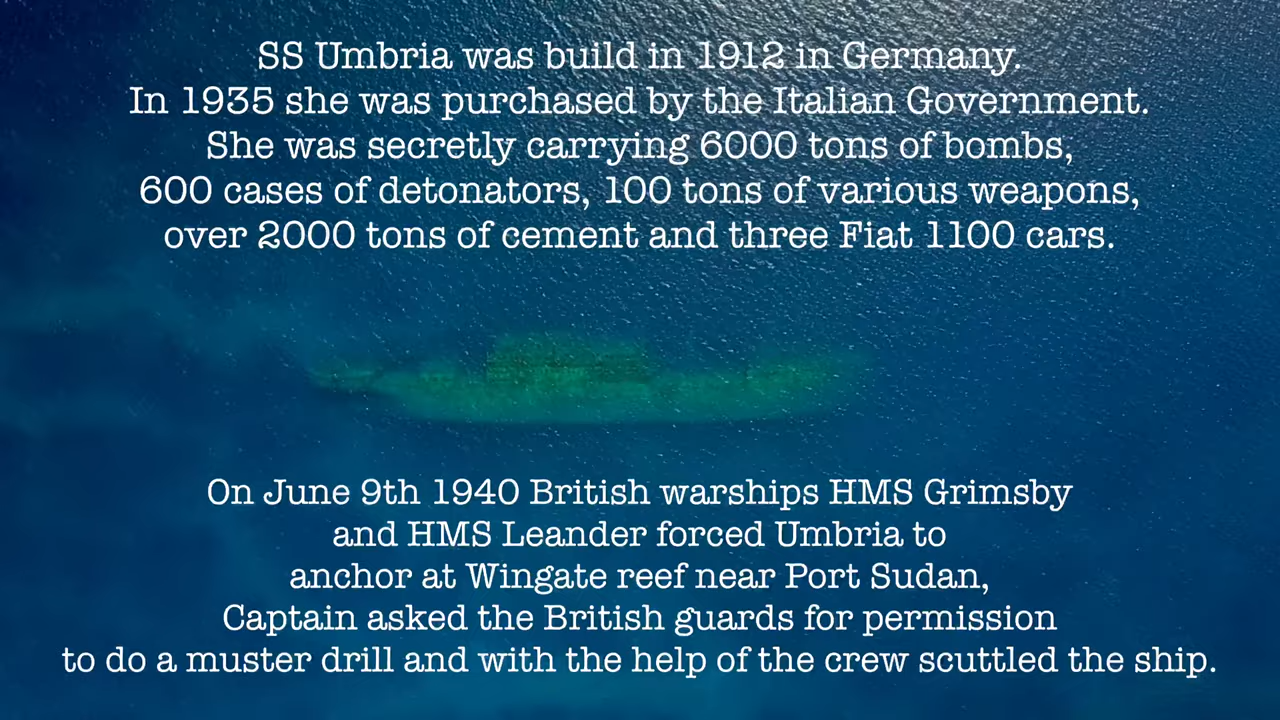 SS Umbria was build in 1912 in Germany.
In 1935 she was purchased by the Italian Government.
She was secretly carrying 6000 tons of bombs,
600 cases of detonators, 100 tons of various weapons,
over 2000 tons of cement and three Fiat 1100 cars.
On June 9th 1940 British warships HMS Grimsby
and HMS Leander forced Umbria to
anchor at Wingate reef near Port Sudan,
Captain asked the British guards for permission
to do a muster drill and with the help of the crew scuttled the ship.